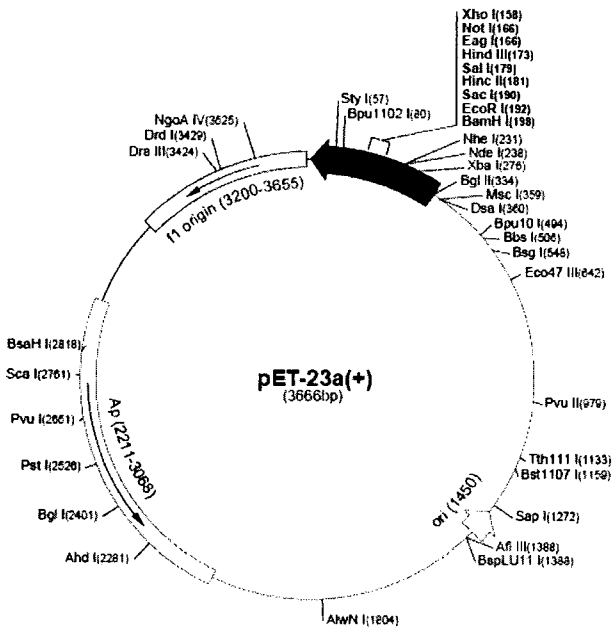 Xho I(158)
Not I(166)
Eag I(166)
Hind III(173)
Sal I(179)
Hinc II(181)
Sac I(190)
EcoR I(192)
BamH I(198)
Sty I(57)
Bpu1102 I(80)
Nhe I(231)
Nde I(238)
Xba I(276)
Bgl II(334)
Msc I(359)
Dsa I(360)
Bpu10 I(494)
Bbs I(506)
Bsg I(548)
Eco47 III(642)
Pvu II(979)
Tth111 I(1133)
Bst1107 I(1159)
Sap I(1272)
Afl III(1388)
BspLU11 I(1388)
ori (1450)
AlwN I(1804)
Ahd I(2281)
Bgl I(2401)
Pst I(2526)
Pvu I(2651)
Sca I(2761)
BsaH I(2818)
Ap (2211-3068)
Dra III(3424)
Drd I(3429)
NgoA IV(3525)
f1 origin (3200-3655)
pET-23a(+)
(3666bp)